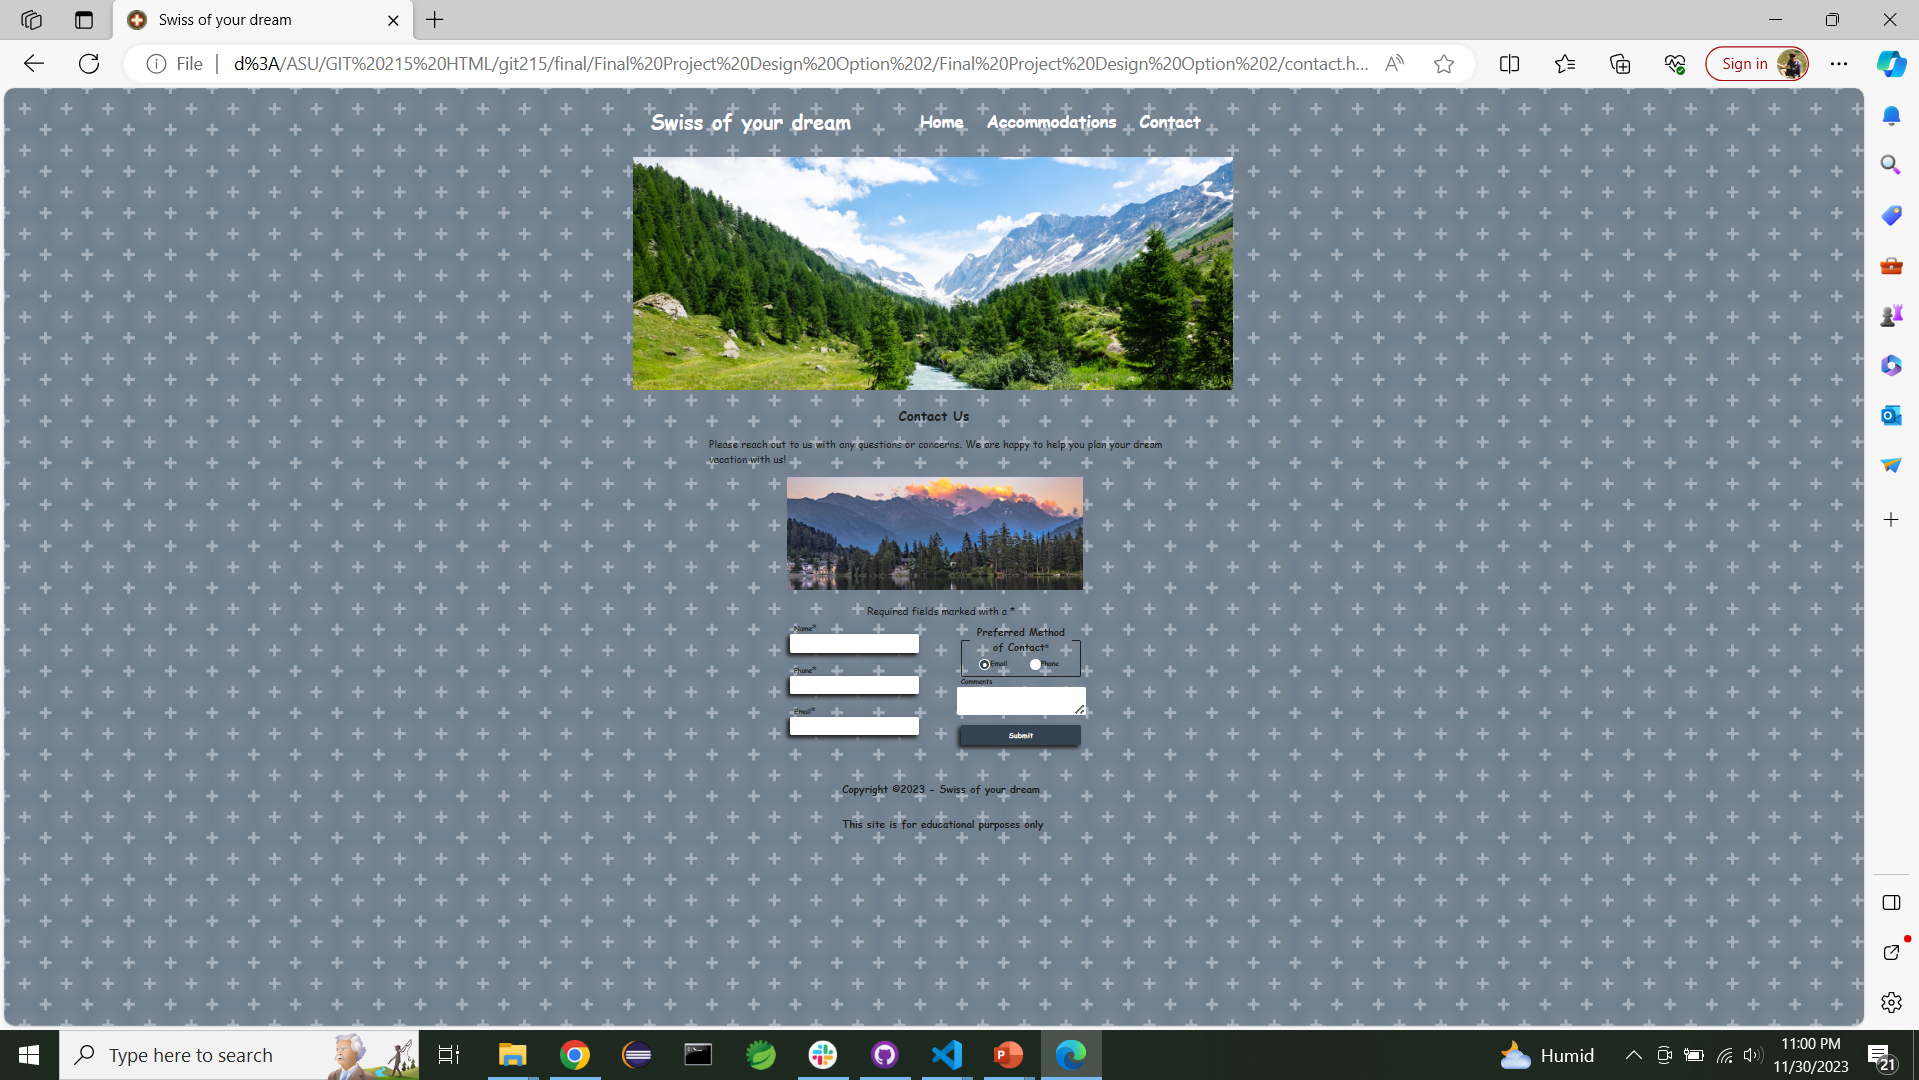 Swiss of your dream
File
d%3A/ASU/GIT%20215%20HTML/git215/final/Final%20Project%20Design%20Option%202/Final%20Project%20Design%20Option%202/contact.h...
Sign in
Swiss of your dream
Home
Accommodations
Contact
Contact Us
Please reach out to us with any questions or concerns. We are happy to help you plan your dream
vacation with us!
Required fields marked with a *
Name*
Phone*
Email*
Preferred Method
of Contact*
Email
Phone
Comments
Submit
Copyright ©2023 - Swiss of your dream
This site is for educational purposes only
Type here to search
Humid
11:00 PM
11/30/2023
21